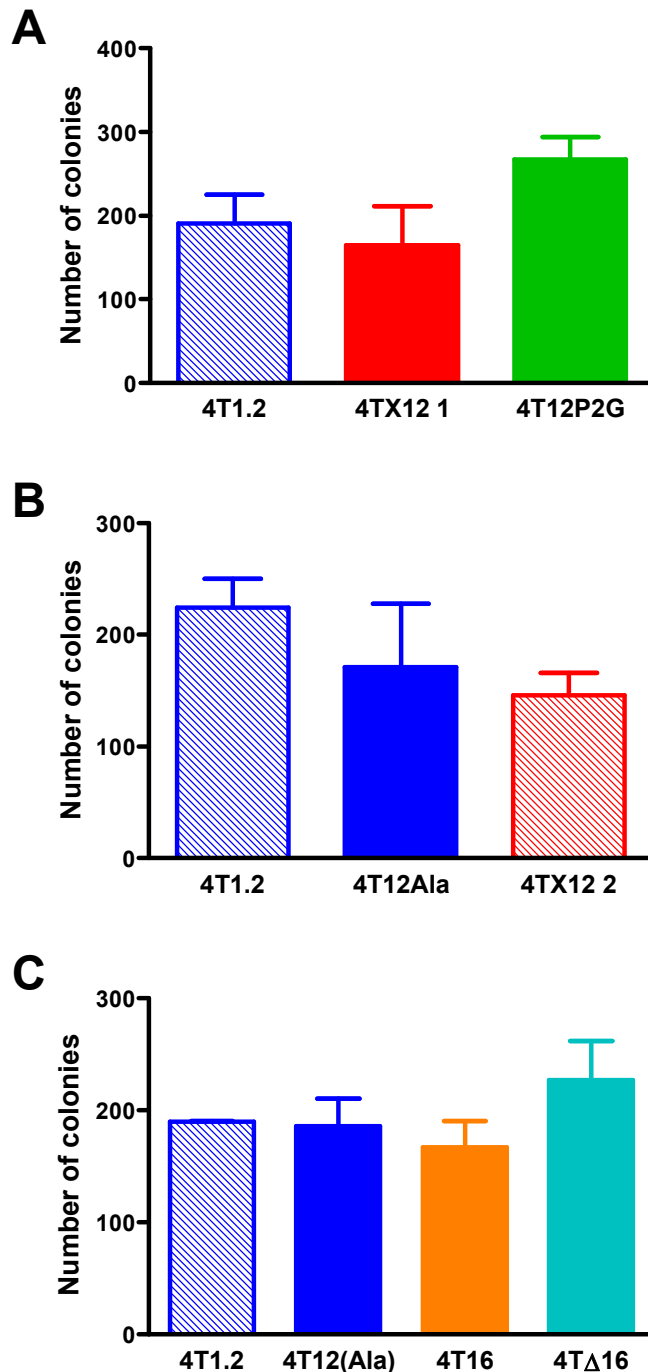 A
Number of colonies
400
300
200
100
0
4T1.2 4TX12 1 4T12P2G
B
Number of colonies
300
200
100
0
4T1.2 4T12Ala 4TX12 2
C
Number of colonies
300
200
100
0
4T1.2 4T12(Ala) 4T16 4TΔ16